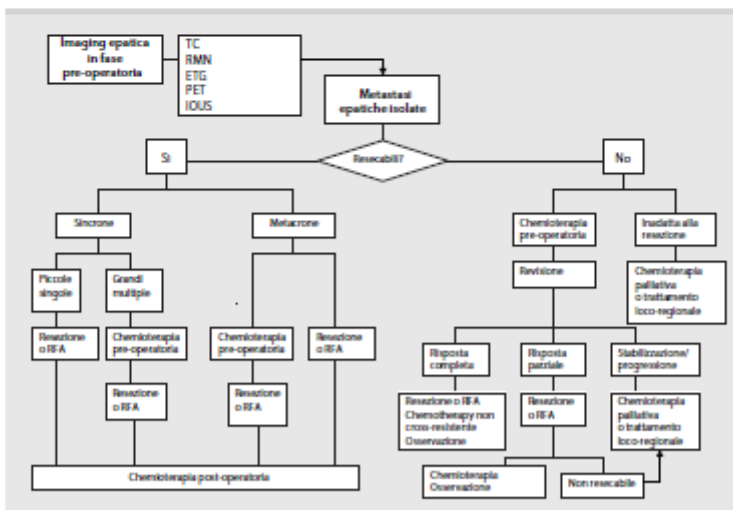 Imaging epatica
in fase
pre-operatoria
TC
RMN
ETG
PET
IOUS
Metastasi
epatiche isolate
Resecabili?
Si
No
Sincrone
Metacrone
Chemioterapia
pre-operatoria
Inadatta alla
resezione
Piccole
singole
Grandi
multiple
Revisione
Chemioterapia
palliativa
o trattamento
loco-regionale
Resezione
o RFA
Chemioterapia
pre-operatoria
Chemioterapia
pre-operatoria
Resezione
o RFA
Risposta
completa
Risposta
parziale
Stabilizzazione/
progressione
Resezione
o RFA
Resezione
o RFA
Resezione o RFA
Chemotherapy non
cross-resistente
Osservazione
Resezione
o RFA
Chemioterapia
palliativa
o trattamento
loco-regionale
Chemioterapia post-operatoria
Chemioterapia
Osservazione
Non resecabile